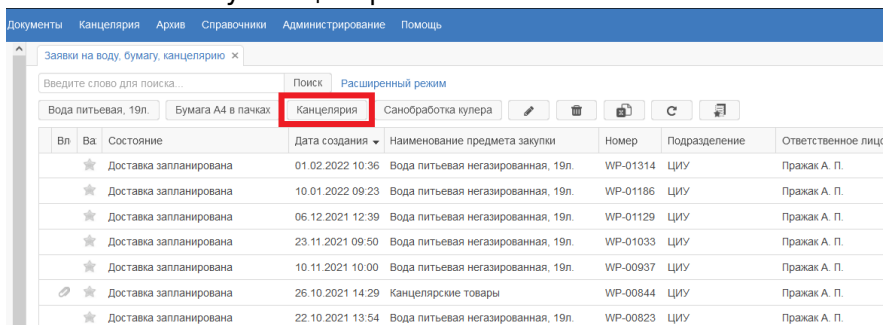 Документы Канцелярия Архив Справочники Администрирование Помощь
Заявки на воду, бумагу, канцелярию ×
Введите слово для поиска... Поиск Расширенный режим
Вода питьевая, 19л. Бумага А4 в пачках Канцелярия Санобработка кулера
Вл Ва Состояние Дата создания Наименование предмета закупки Номер Подразделение Ответственное лицо
Доставка запланирована 01.02.2022 10:36 Вода питьевая негазированная, 19л. WP-01314 ЦИУ Пражак А. П.
Доставка запланирована 10.01.2022 09:23 Вода питьевая негазированная, 19л. WP-01186 ЦИУ Пражак А. П.
Доставка запланирована 06.12.2021 12:39 Вода питьевая негазированная, 19л. WP-01129 ЦИУ Пражак А. П.
Доставка запланирована 23.11.2021 09:50 Вода питьевая негазированная, 19л. WP-01033 ЦИУ Пражак А. П.
Доставка запланирована 10.11.2021 10:00 Вода питьевая негазированная, 19л. WP-00937 ЦИУ Пражак А. П.
Доставка запланирована 26.10.2021 14:29 Канцелярские товары WP-00844 ЦИУ Пражак А. П.
Доставка запланирована 22.10.2021 13:54 Вода питьевая негазированная, 19л. WP-00823 ЦИУ Пражак А. П.